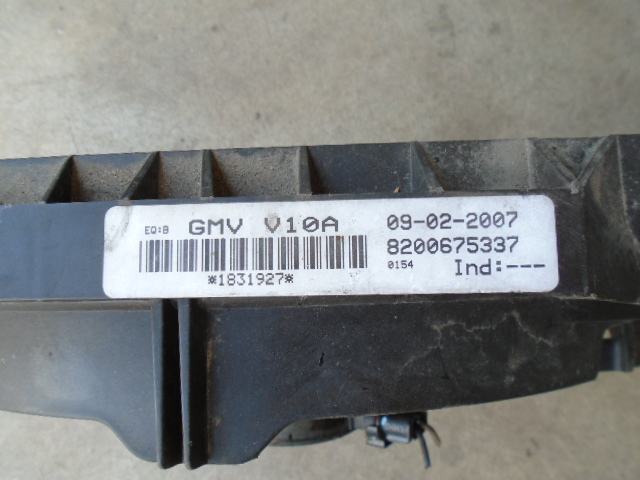 EQ:B GMV V10A 09-02-2007
8200675337
*1831927* 0154 Ind:---